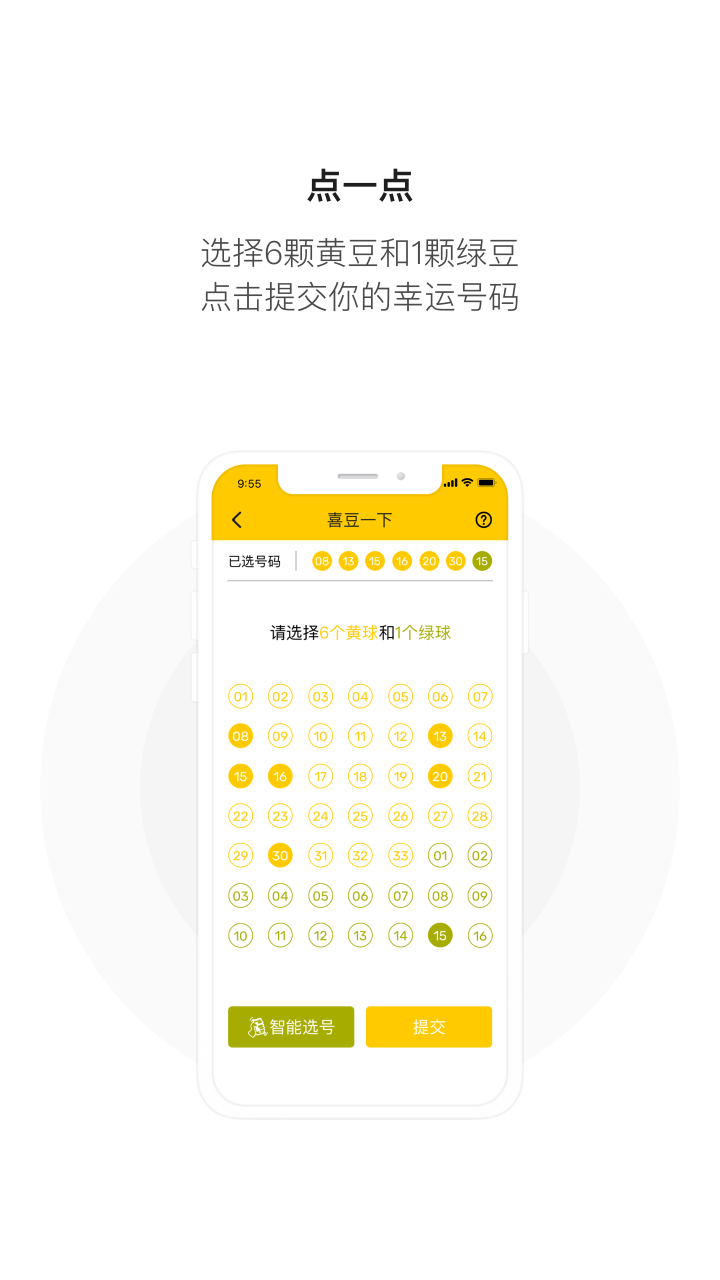 点一点
选择6颗黄豆和1颗绿豆
点击提交你的幸运号码
9:55
喜豆一下
?
已选号码 08 13 15 16 20 30 15
请选择6个黄球和1个绿球
01 02 03 04 05 06 07
08 09 10 11 12 13 14
15 16 17 18 19 20 21
22 23 24 25 26 27 28
29 30 31 32 33 01 02
03 04 05 06 07 08 09
10 11 12 13 14 15 16
智能选号 提交